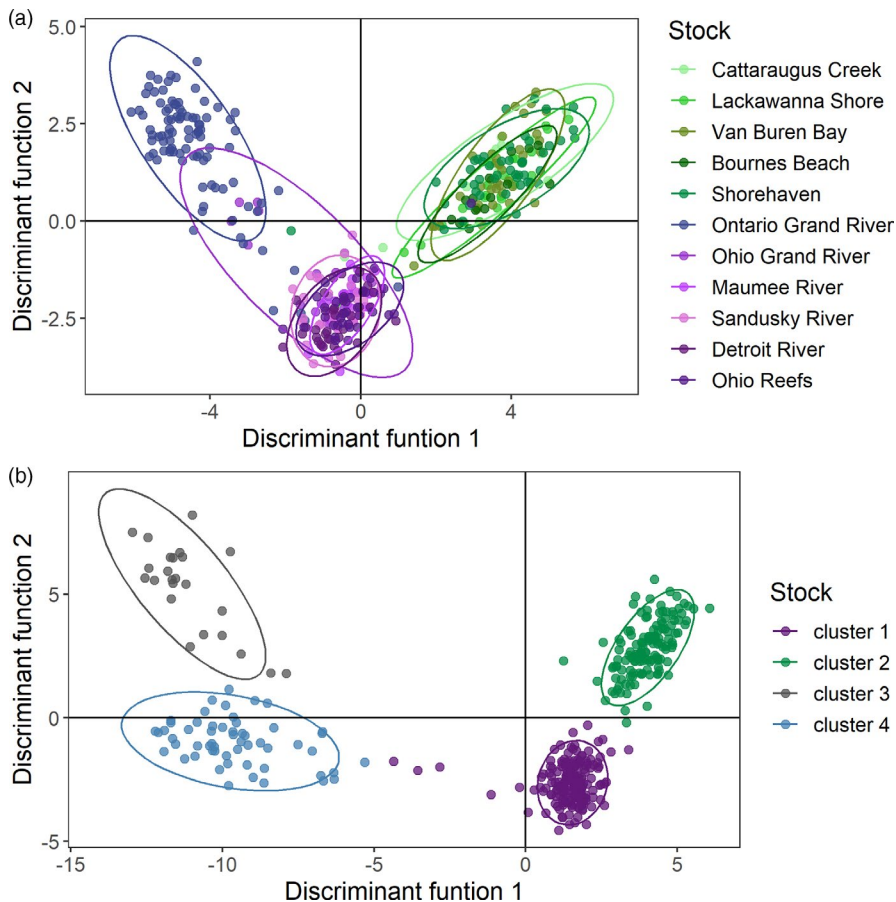 (a)
5.0
2.5
0.0
-2.5
-4
0
4
Discriminant function 2
Discriminant funtion 1
Stock
Cattaraugus Creek
Lackawanna Shore
Van Buren Bay
Bournes Beach
Shorehaven
Ontario Grand River
Ohio Grand River
Maumee River
Sandusky River
Detroit River
Ohio Reefs
(b)
5
0
-5
-15
-10
-5
0
5
Discriminant function 2
Discriminant funtion 1
Stock
cluster 1
cluster 2
cluster 3
cluster 4